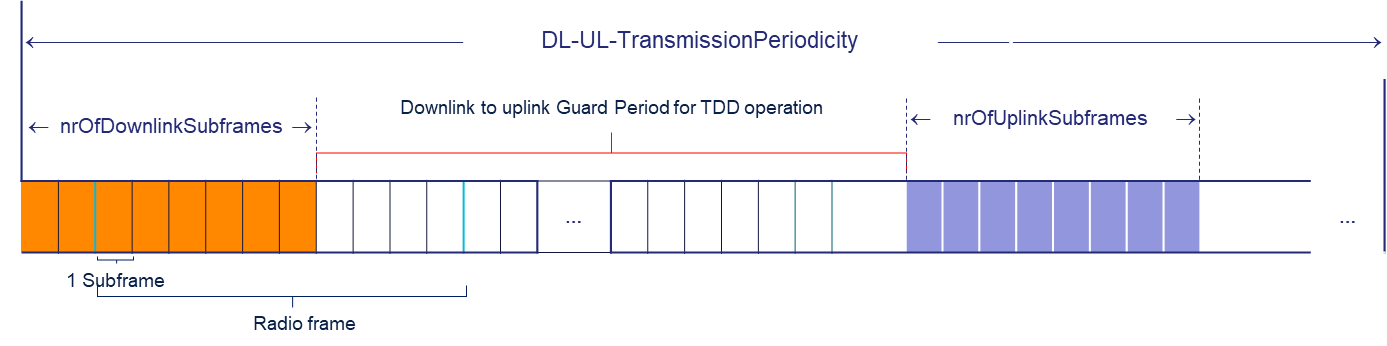 DL-UL-TransmissionPeriodicity
Downlink to uplink Guard Period for TDD operation
nrOfDownlinkSubframes
nrOfUplinkSubframes
...
...
1 Subframe
Radio frame